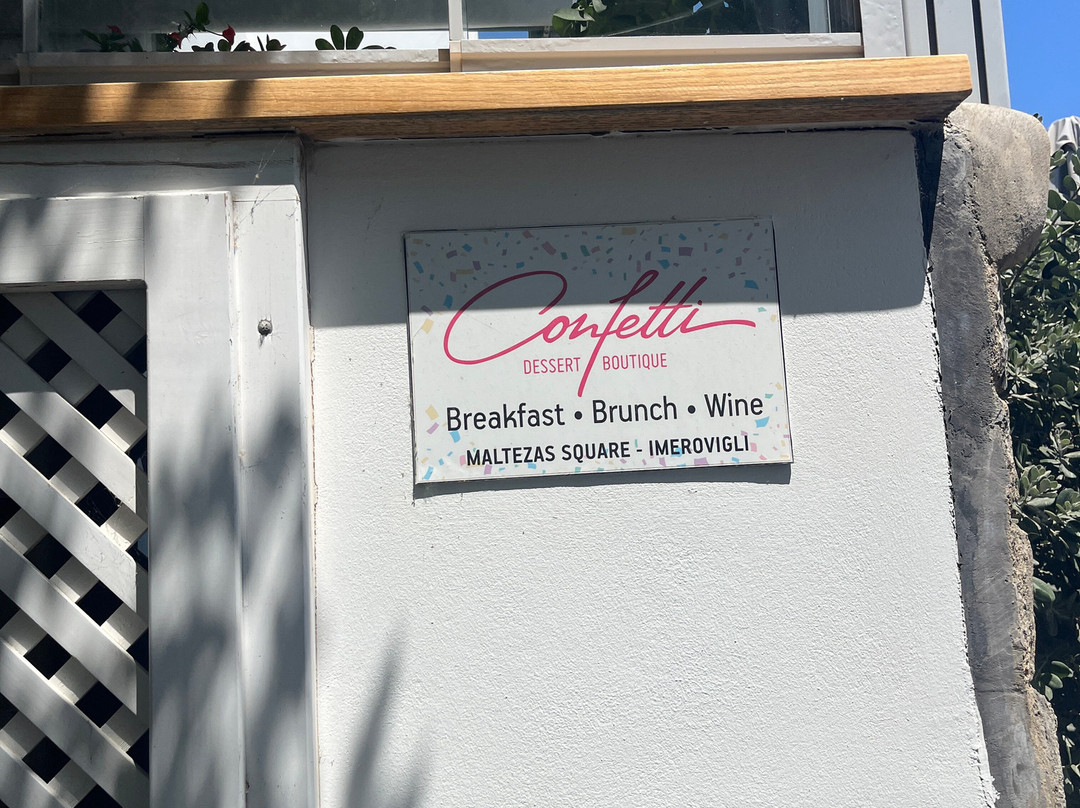 Confetti
DESSERT BOUTIQUE
Breakfast • Brunch • Wine
MALTEZAS SQUARE - IMEROVIGLI